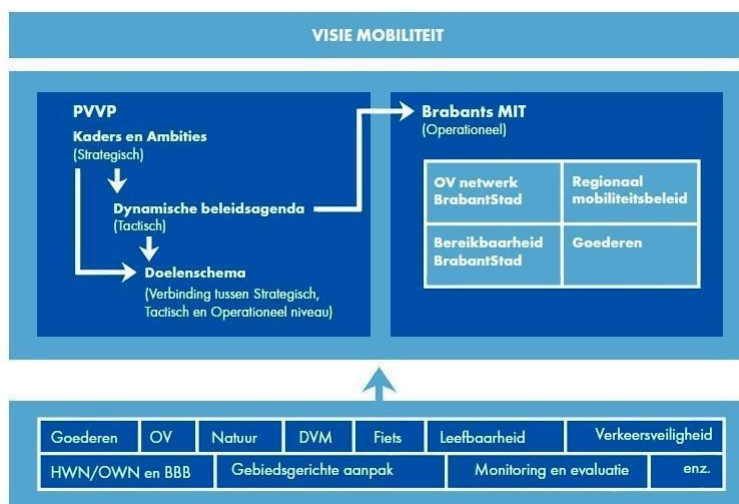 VISIE MOBILITEIT
PVVP
Kaders en Ambities
(Strategisch)
Dynamische beleidsagenda
(Tactisch)
Doelenschema
(Verbinding tussen Strategisch,
Tactisch en Operationeel niveau)
Brabants MIT
(Operationeel)
OV netwerk
BrabantStad
Regionaal
mobiliteitsbeleid
Bereikbaarheid
BrabantStad
Goederen
Goederen
OV
Natuur
DVM
Fiets
Leefbaarheid
Verkeersveiligheid
HWN/OWN en BBB
Gebiedsgerichte aanpak
Monitoring en evaluatie
enz.